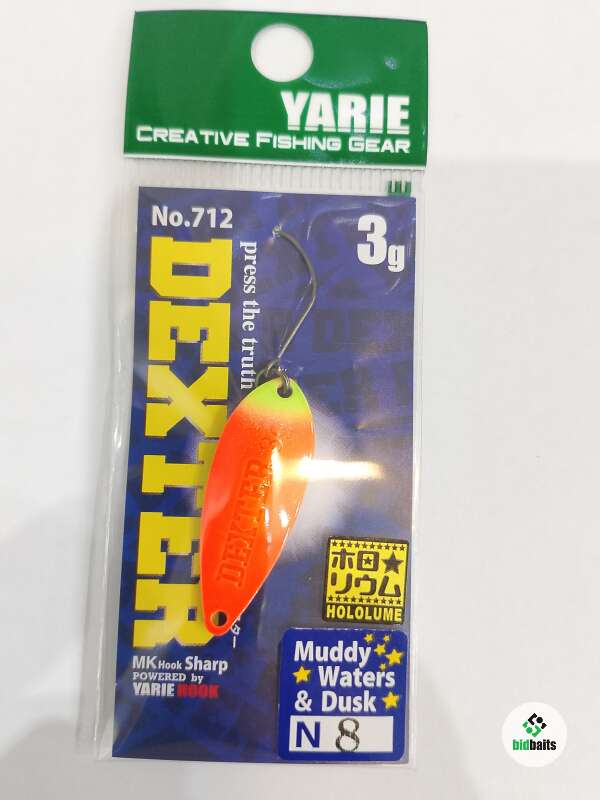 YARIE
CREATIVE FISHING GEAR
No.712
3g
press the truth
DEXTER
DEXTER
ホロ★
リウム
HOLOLUME
MK Hook Sharp
POWERED by
YARIE HOOK
Muddy
Waters
& Dusk
N 8
bidbaits